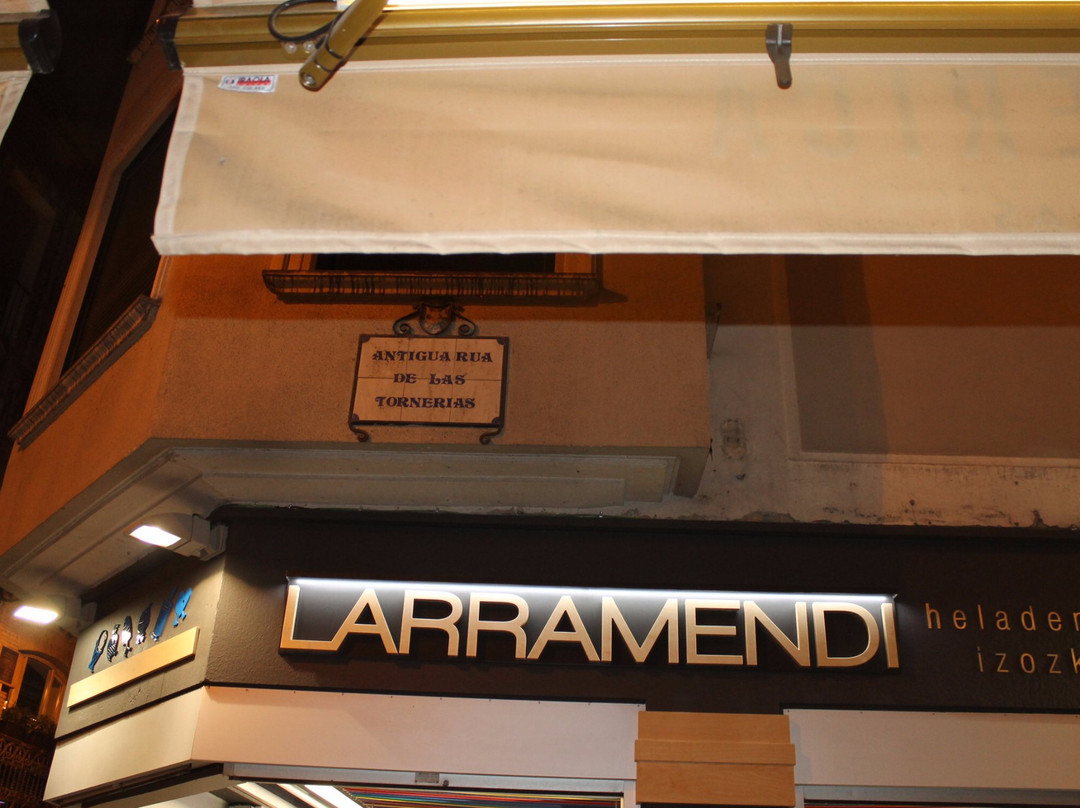 ANTIGUA RUA
DE LAS
TORNERIAS
LARRAMENDI
helader
izozk